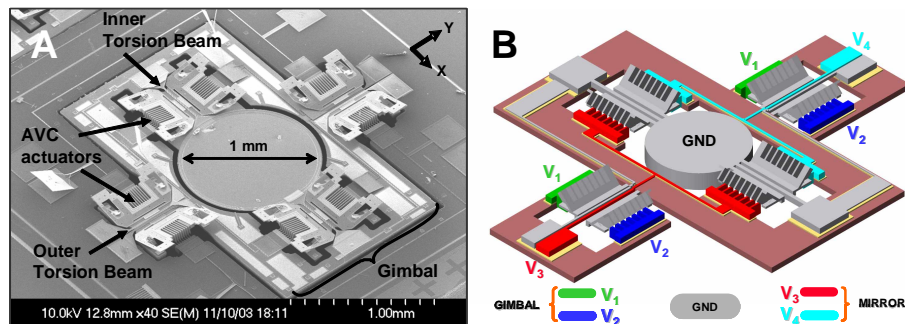 A
Inner
Torsion Beam
Y
X
AVC
actuators
1 mm
Outer
Torsion Beam
Gimbal
10.0kV 12.8mm x40 SE(M) 11/10/03 18:11
1.00mm
B
V1
V4
GND
V2
V1
V2
V3
GIMBAL
V1
V2
GND
V3
V4
MIRROR